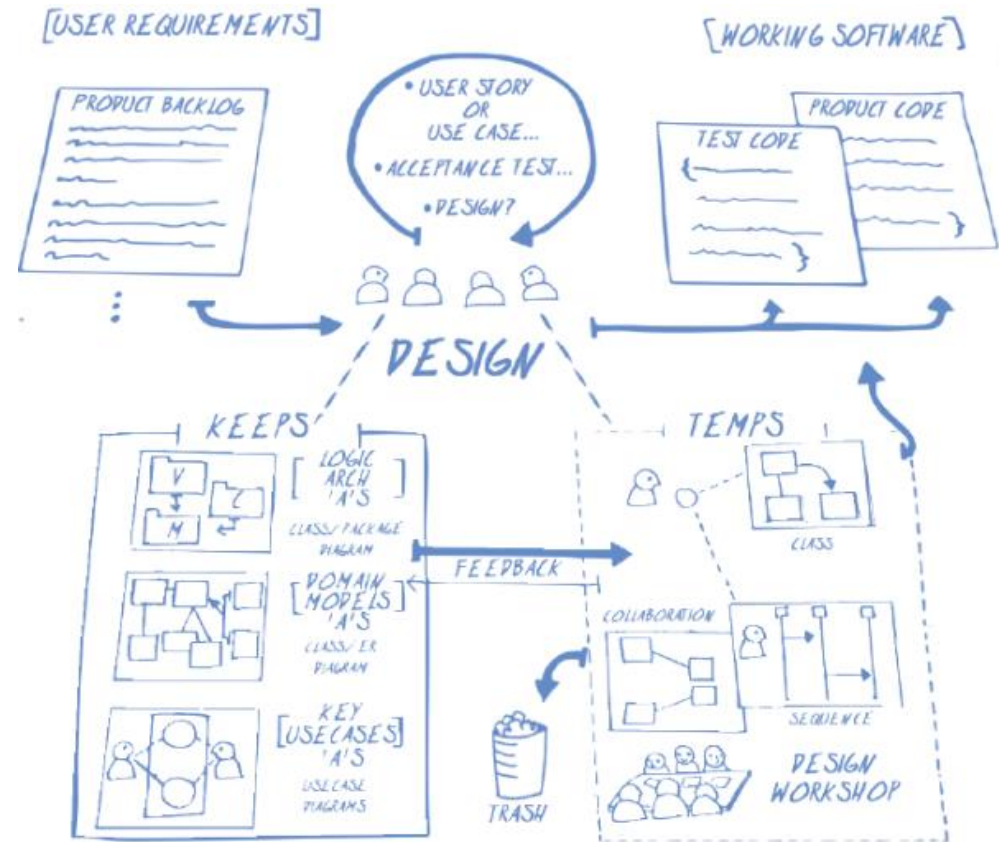 [USER REQUIREMENTS]
[WORKING SOFTWARE]
PRODUCT BACKLOG
• USER STORY
OR
USE CASE...
• ACCEPTANCE TEST...
• DESIGN?
TEST CODE
PRODUCT CODE
DESIGN
KEEPS
V
C
M
[LOGIC
ARCH
'A'S]
CLASS/PACKAGE
DIAGRAM
[DOMAIN
MODELS]
'A'S
CLASS/ER
DIAGRAM
KEY
[USECASES]
'A'S
USECASE
DIAGRAMS
FEEDBACK
TRASH
TEMPS
CLASS
COLLABORATION
SEQUENCE
DESIGN
WORKSHOP